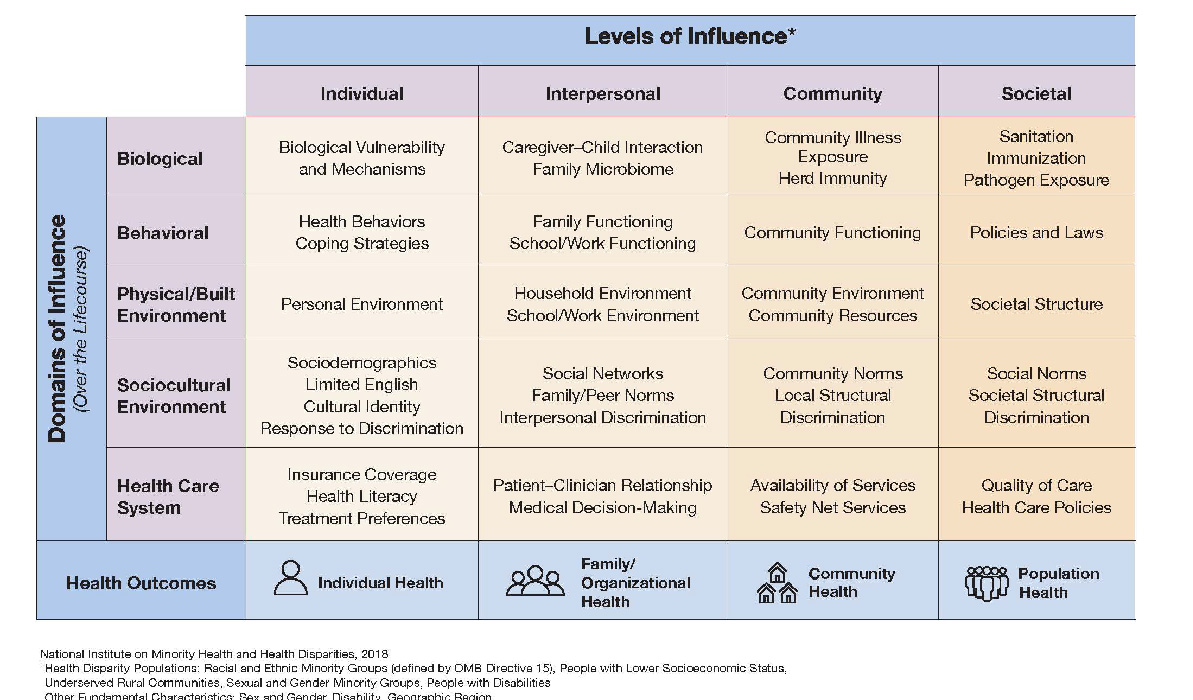 Levels of Influence*
Individual
Interpersonal
Community
Societal
Domains of Influence
(Over the Lifecourse)
Biological
Biological Vulnerability
and Mechanisms
Caregiver–Child Interaction
Family Microbiome
Community Illness
Exposure
Herd Immunity
Sanitation
Immunization
Pathogen Exposure
Behavioral
Health Behaviors
Coping Strategies
Family Functioning
School/Work Functioning
Community Functioning
Policies and Laws
Physical/Built
Environment
Personal Environment
Household Environment
School/Work Environment
Community Environment
Community Resources
Societal Structure
Sociocultural
Environment
Sociodemographics
Limited English
Cultural Identity
Response to Discrimination
Social Networks
Family/Peer Norms
Interpersonal Discrimination
Community Norms
Local Structural
Discrimination
Social Norms
Societal Structural
Discrimination
Health Care
System
Insurance Coverage
Health Literacy
Treatment Preferences
Patient–Clinician Relationship
Medical Decision-Making
Availability of Services
Safety Net Services
Quality of Care
Health Care Policies
Health Outcomes
Individual Health
Family/
Organizational
Health
Community
Health
Population
Health
National Institute on Minority Health and Health Disparities, 2018
Health Disparity Populations: Racial and Ethnic Minority Groups (defined by OMB Directive 15), People with Lower Socioeconomic Status,
Underserved Rural Communities, Sexual and Gender Minority Groups, People with Disabilities
Other Fundamental Characteristics: Sex and Gender, Disability, Geographic Region